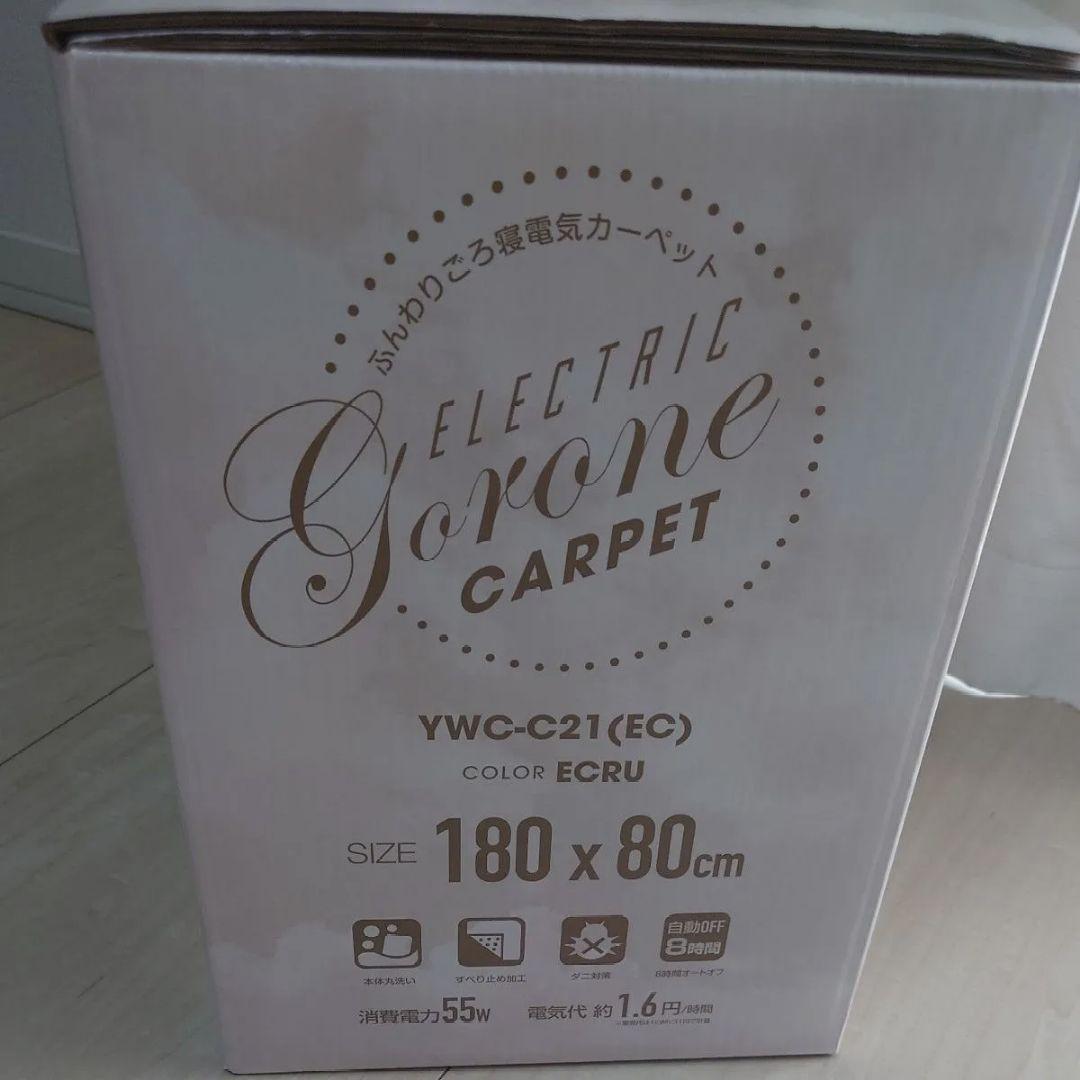 ふんわりごろ寝電気カーペット
ELECTRIC
Gorone
CARPET
YWC-C21(EC)
COLOR ECRU
SIZE 180 x 80cm
自動OFF
8時間
本体丸洗い
すべり止め加工
ダニ対策
8時間オートオフ
消費電力55W
電気代 約1.6円/時間